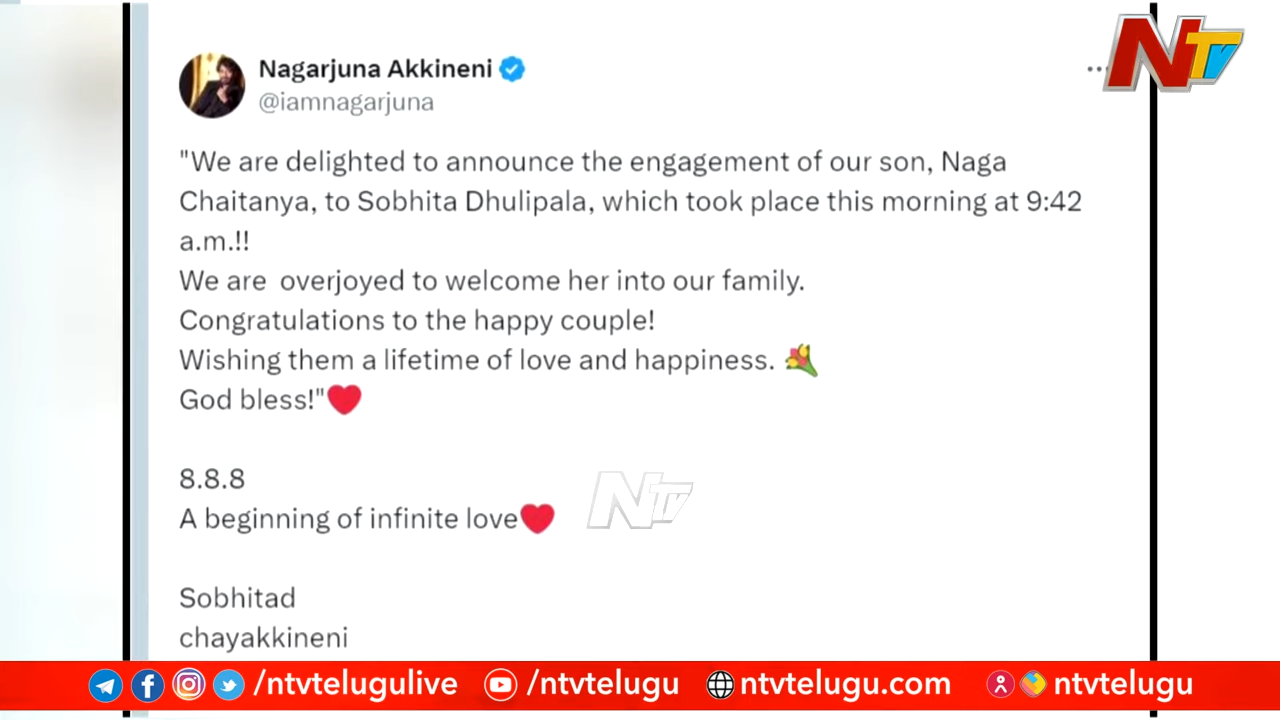 Nagarjuna Akkineni
@iamnagarjuna
NTV
"We are delighted to announce the engagement of our son, Naga
Chaitanya, to Sobhita Dhulipala, which took place this morning at 9:42
a.m.!!
We are  overjoyed to welcome her into our family.
Congratulations to the happy couple!
Wishing them a lifetime of love and happiness. 💐
God bless!"❤️
8.8.8
A beginning of infinite love❤️
NTV
Sobhitad
chayakkineni
/ntvtelugulive /ntvtelugu ntvtelugu.com ntvtelugu